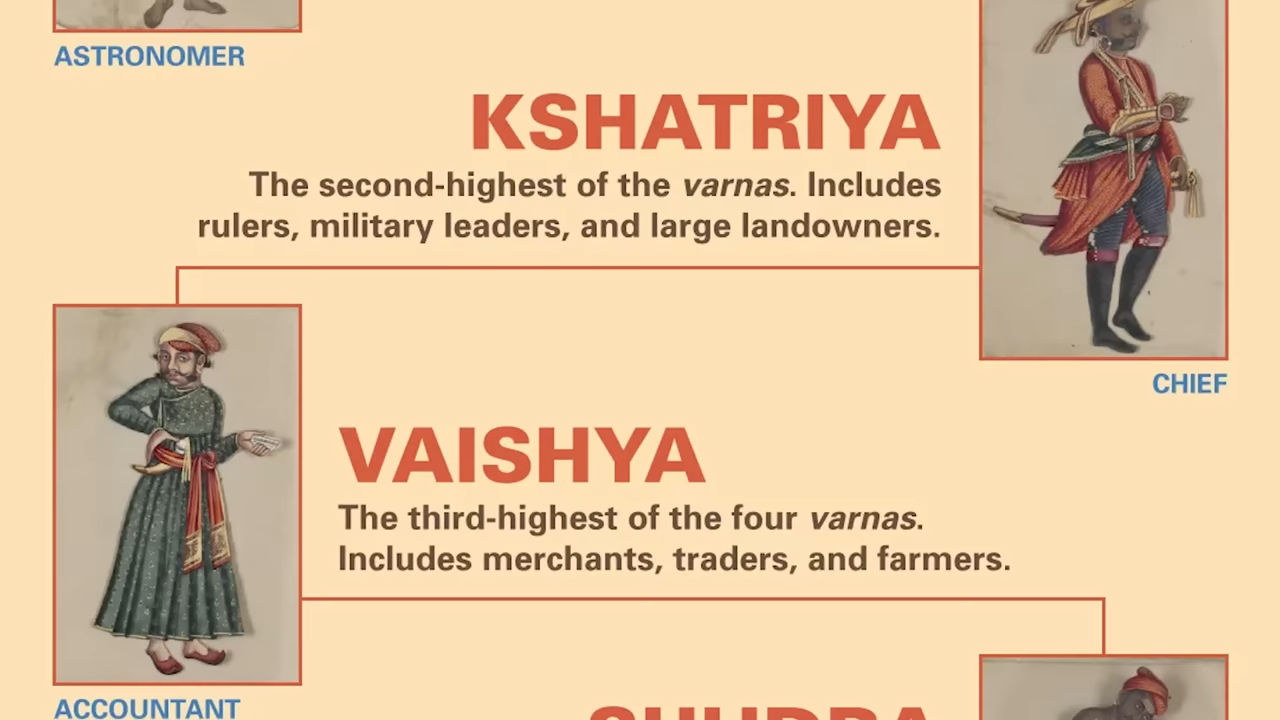 ASTRONOMER
KSHATRIYA
The second-highest of the varnas. Includes
rulers, military leaders, and large landowners.
CHIEF
VAISHYA
The third-highest of the four varnas.
Includes merchants, traders, and farmers.
ACCOUNTANT